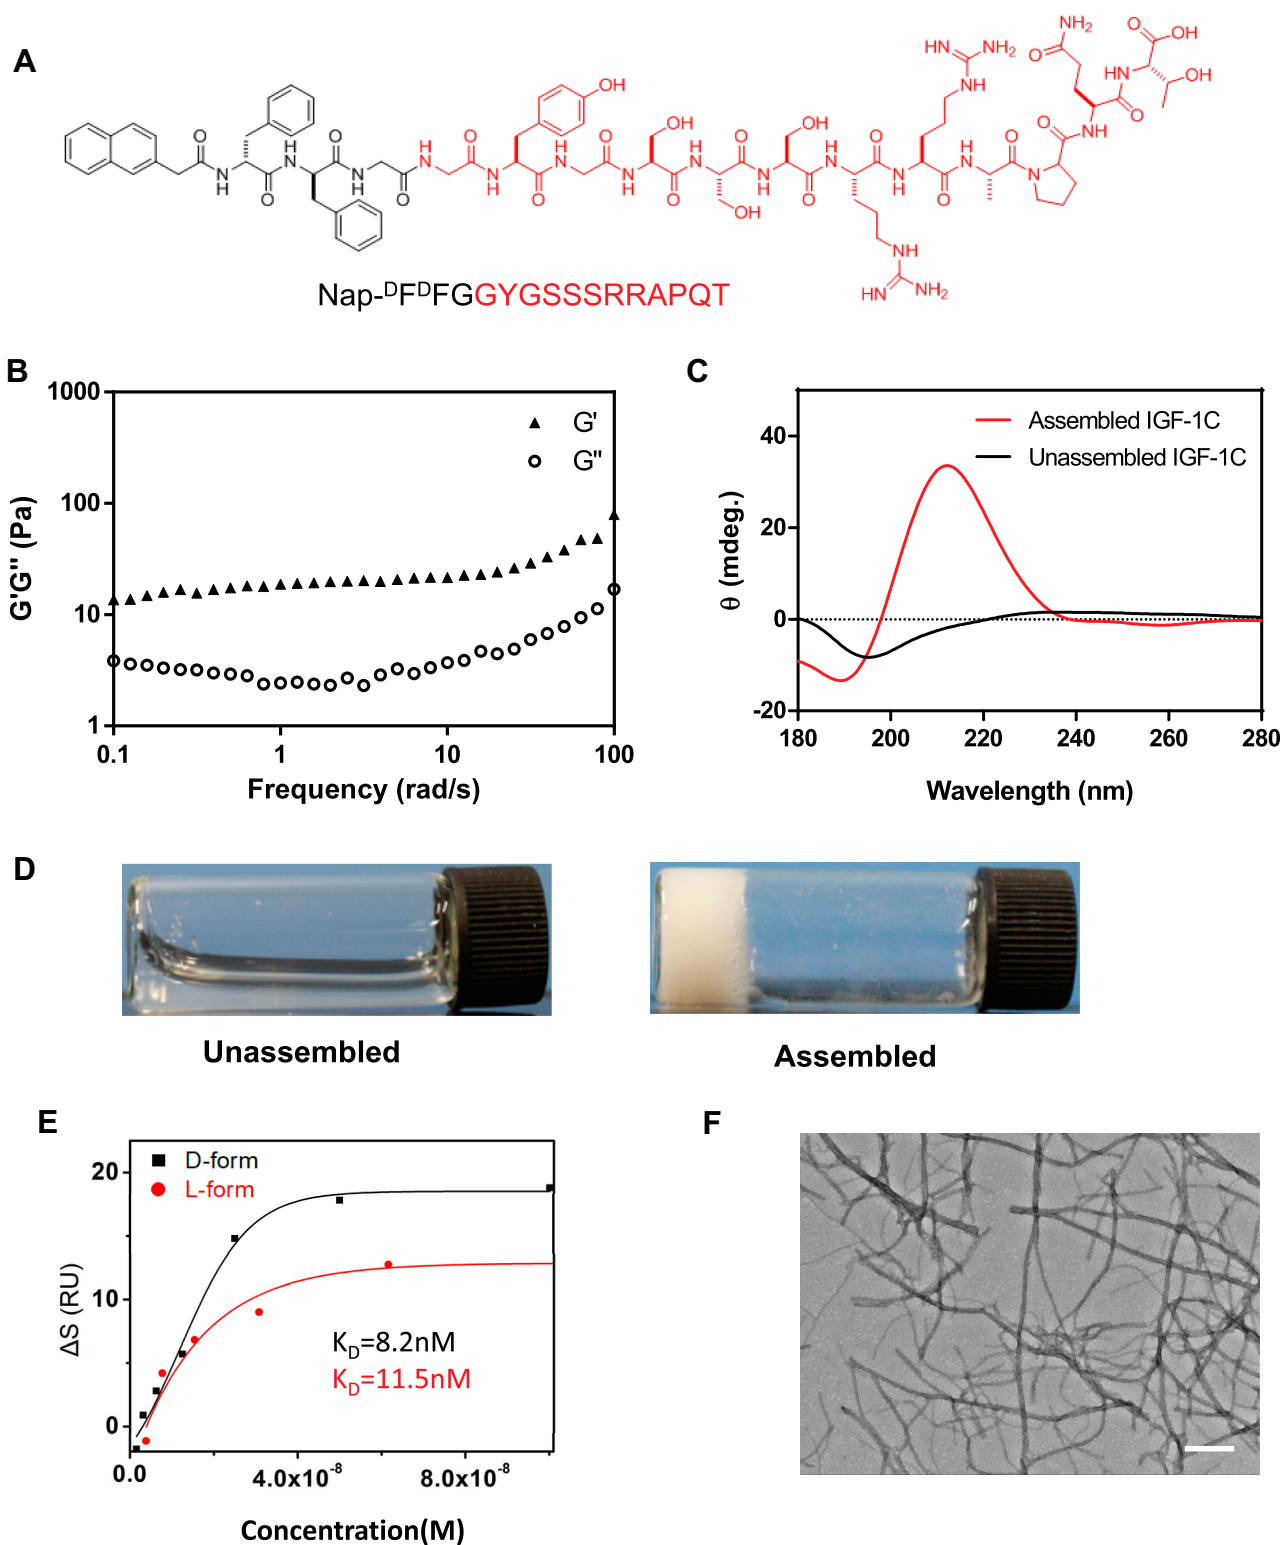 A
NH₂
O
O
OH
HN
NH₂
NH
O
HN
OH
OH
O
O
NH
O
H
N
O
H
N
O
OH
H
N
O
OH
H
N
O
H
N
O
N
H
O
N
H
O
N
H
O
N
H
O
N
H
O
N
H
O
N
H
O
OH
NH
HN
NH₂
Nap-ᴰFᴰFGGYGSSSRRAPQT
B
1000
100
10
1
G'G'' (Pa)
G'
G''
0.1
1
10
100
Frequency (rad/s)
C
40
20
0
-20
θ (mdeg.)
Assembled IGF-1C
Unassembled IGF-1C
180
200
220
240
260
280
Wavelength (nm)
D
Unassembled
Assembled
E
20
10
0
ΔS (RU)
D-form
L-form
K_D=8.2nM
K_D=11.5nM
0.0
4.0x10⁻⁸
8.0x10⁻⁸
Concentration(M)
F